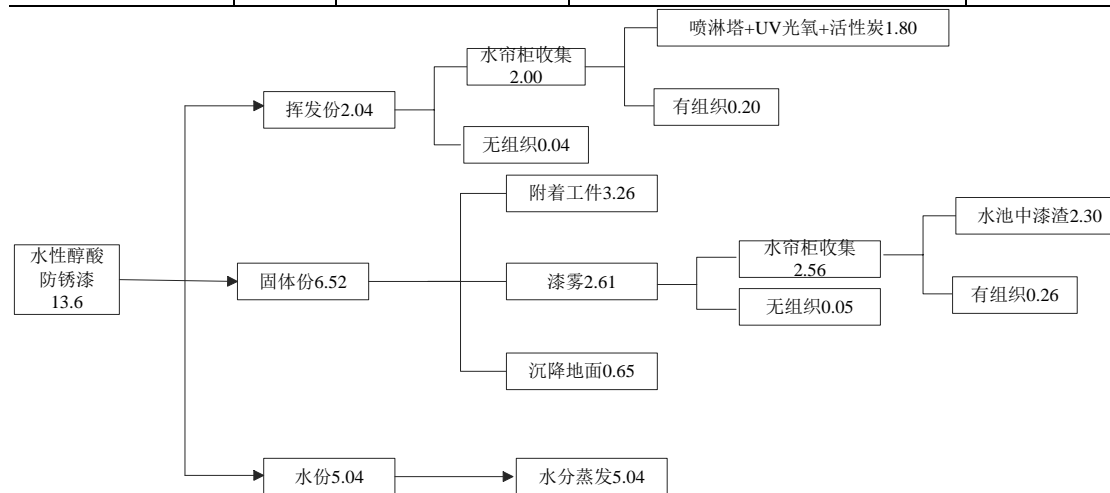 喷淋塔+UV光氧+活性炭1.80
水帘柜收集
2.00
挥发份2.04
有组织0.20
无组织0.04
附着工件3.26
水池中漆渣2.30
水性醇酸
防锈漆
13.6
固体份6.52
漆雾2.61
水帘柜收集
2.56
无组织0.05
有组织0.26
沉降地面0.65
水份5.04
水分蒸发5.04